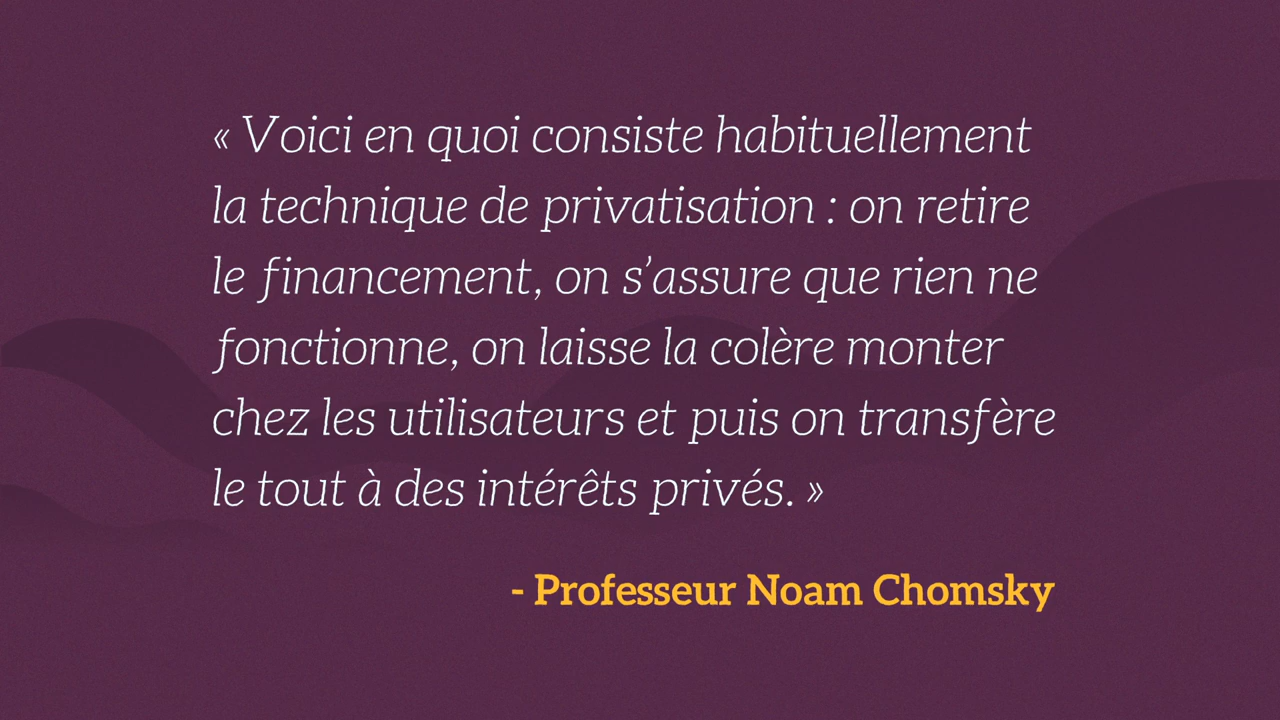 « Voici en quoi consiste habituellement
la technique de privatisation : on retire
le financement, on s’assure que rien ne
fonctionne, on laisse la colère monter
chez les utilisateurs et puis on transfère
le tout à des intérêts privés. »
- Professeur Noam Chomsky